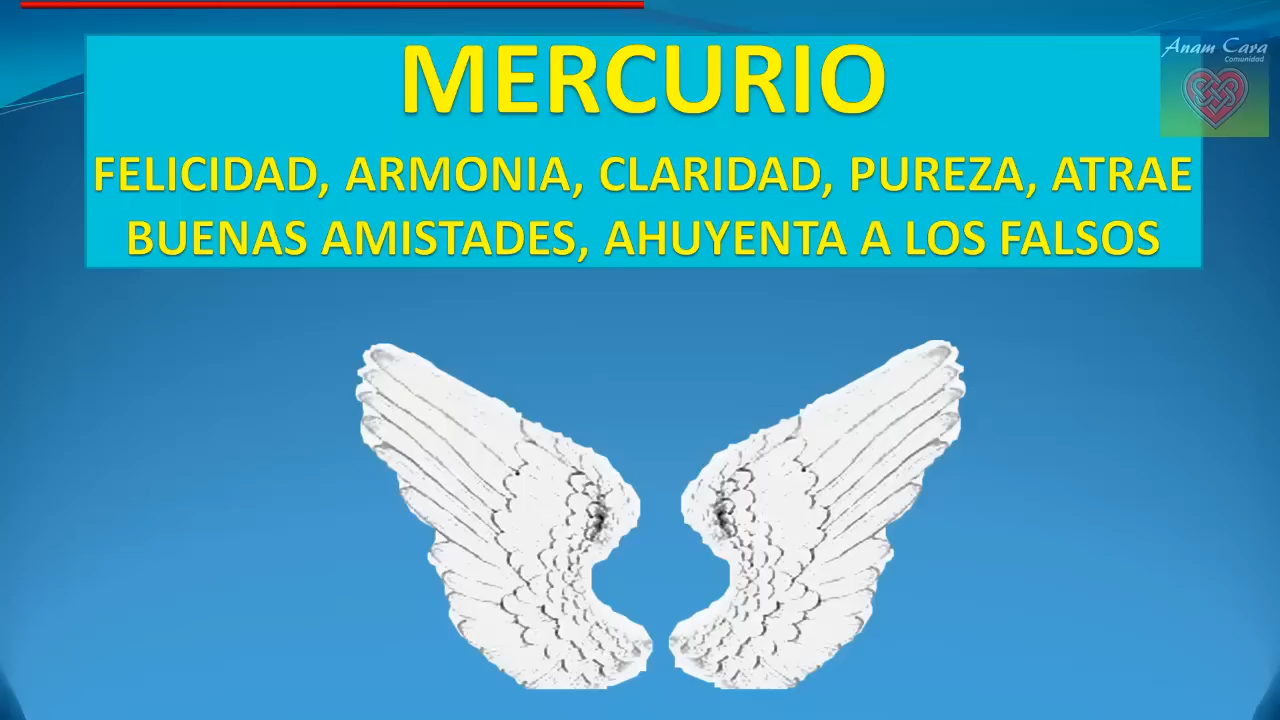 MERCURIO
FELICIDAD, ARMONIA, CLARIDAD, PUREZA, ATRAE
BUENAS AMISTADES, AHUYENTA A LOS FALSOS
Anam Cara
Comunidad